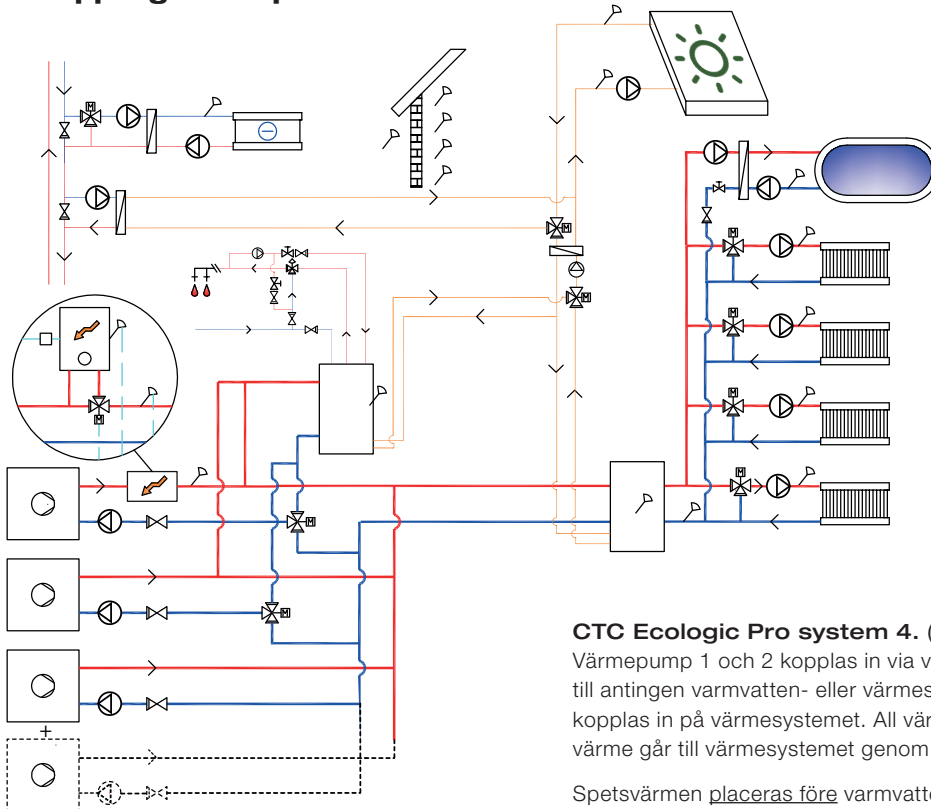 M
M
M
M
M
M
M
M
M
M
+
CTC Ecologic Pro system 4. (
Värmepump 1 och 2 kopplas in via v
till antingen varmvatten- eller värmes
kopplas in på värmesystemet. All vär
värme går till värmesystemet genom
Spetsvärmen placeras före varmvatte